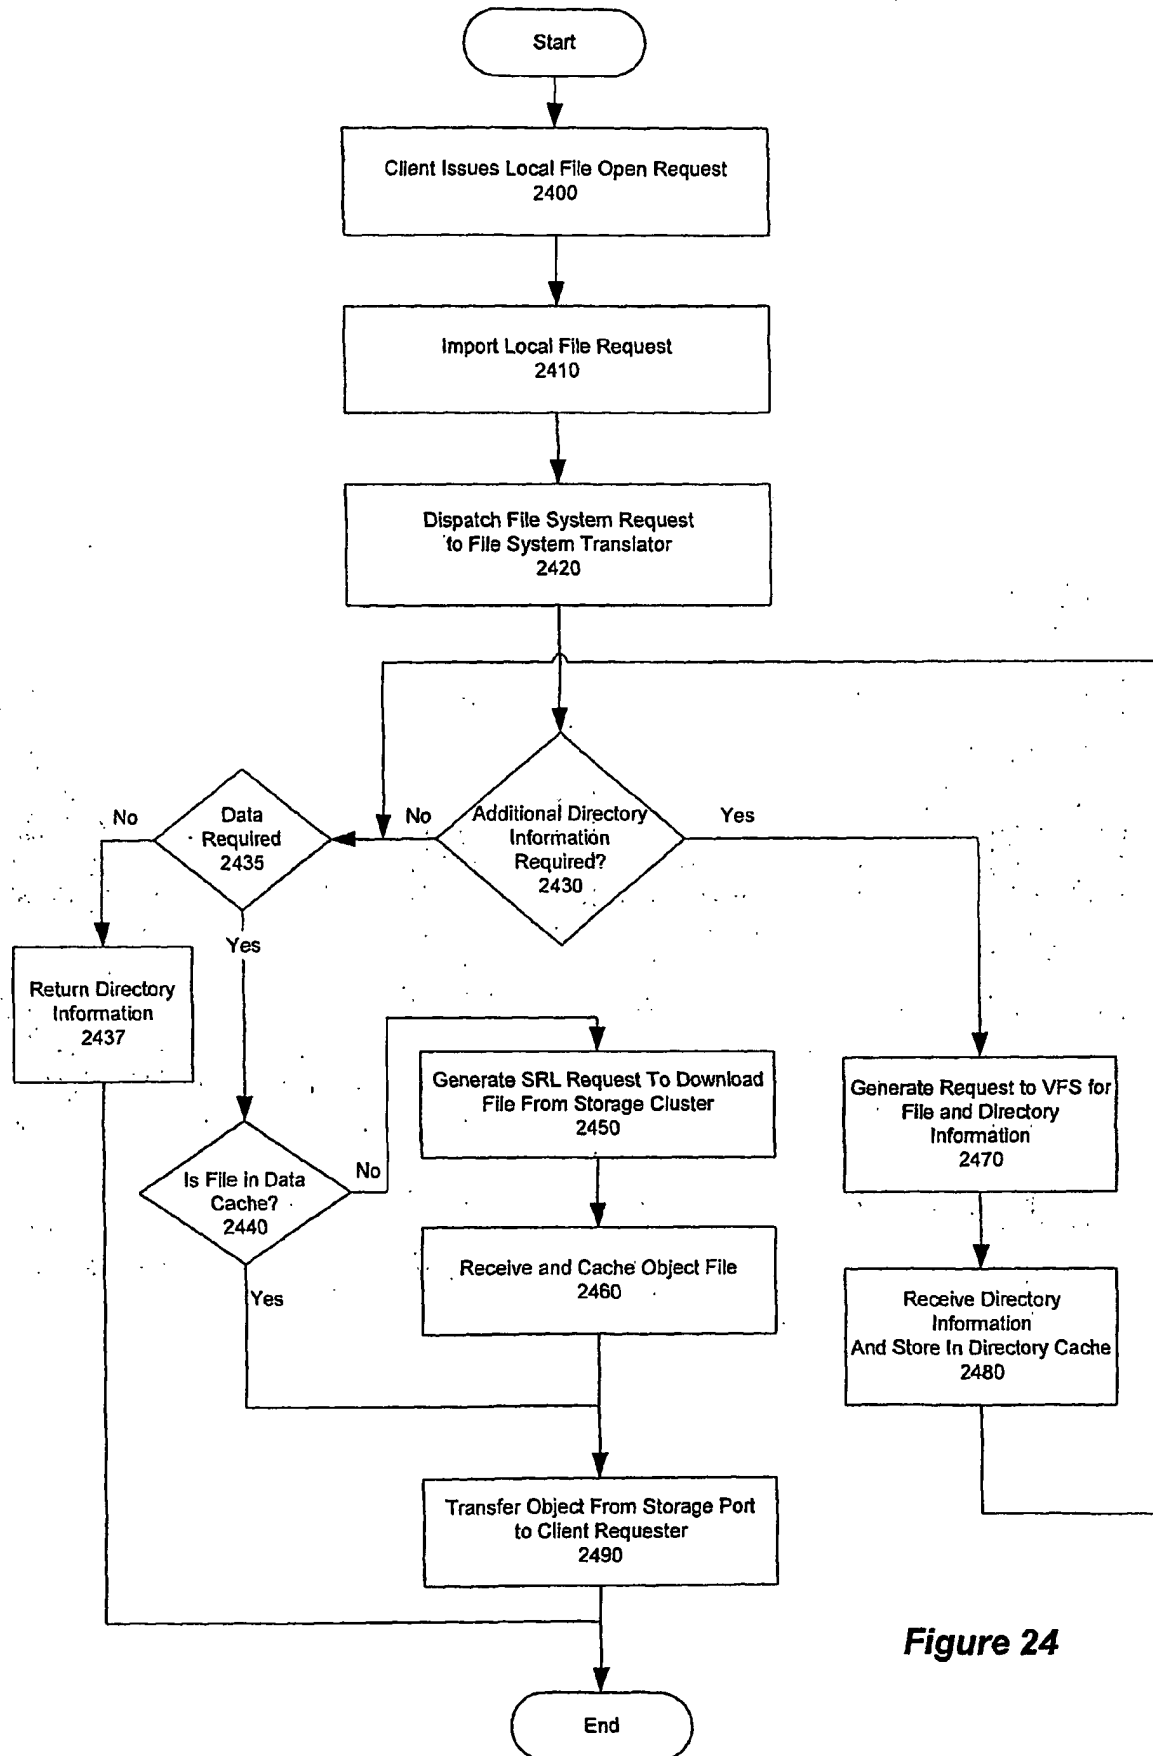 Start
Client Issues Local File Open Request
2400
Import Local File Request
2410
Dispatch File System Request
to File System Translator
2420
Additional Directory
Information
Required?
2430
No
Yes
Data
Required
2435
No
Yes
Return Directory
Information
2437
Is File in Data
Cache?
2440
No
Yes
Generate SRL Request To Download
File From Storage Cluster
2450
Receive and Cache Object File
2460
Generate Request to VFS for
File and Directory
Information
2470
Receive Directory
Information
And Store In Directory Cache
2480
Transfer Object From Storage Port
to Client Requester
2490
End
Figure 24